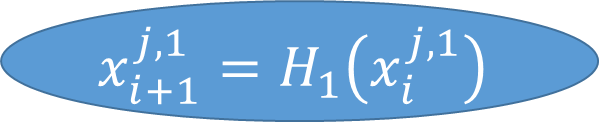 $x_{i+1}^{j,1} = H_1(x_i^{j,1})$